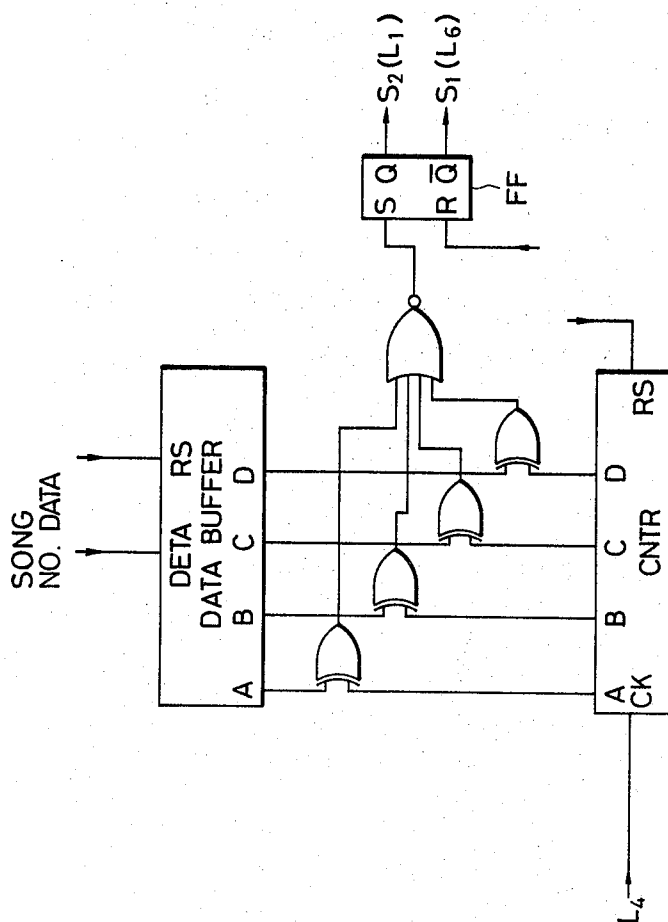 SONG
NO. DATA
DETA RS
DATA BUFFER
A B C D
S Q
R Q̅
S₂(L₁)
S₁(L₆)
FF
A B C D
CK CNTR RS
L₄